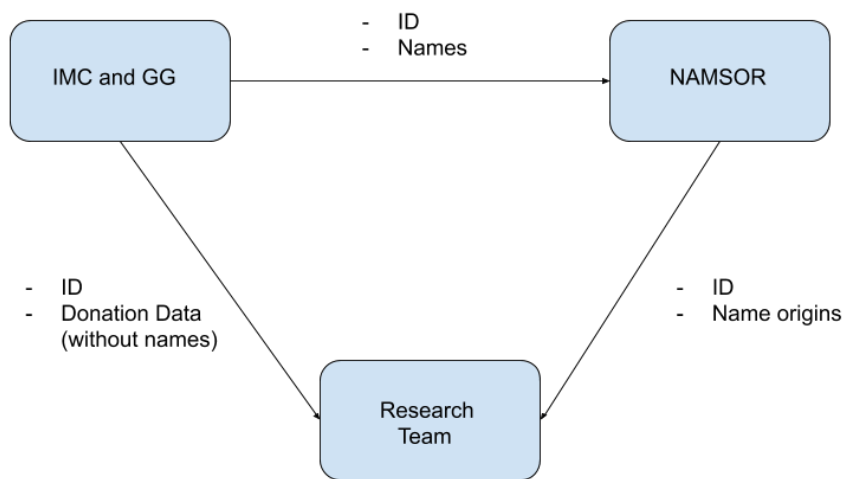 - ID
- Names
IMC and GG
NAMSOR
- ID
- Donation Data
(without names)
- ID
- Name origins
Research
Team